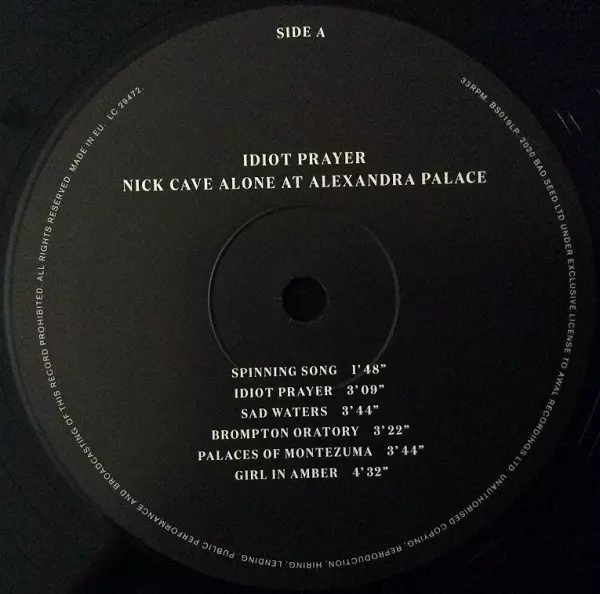 SIDE A
IDIOT PRAYER
NICK CAVE ALONE AT ALEXANDRA PALACE
SPINNING SONG 1'48"
IDIOT PRAYER 3'09"
SAD WATERS 3'44"
BROMPTON ORATORY 3'22"
PALACES OF MONTEZUMA 3'44"
GIRL IN AMBER 4'32"
33RPM. BS019LP. 2020 BAD SEED LTD UNDER EXCLUSIVE LICENSE TO AWAL RECORDINGS LTD. UNAUTHORISED COPYING, REPRODUCTION, HIRING, LENDING, PUBLIC PERFORMANCE AND BROADCASTING OF THIS RECORD PROHIBITED. ALL RIGHTS RESERVED. MADE IN EU. LC 29472.